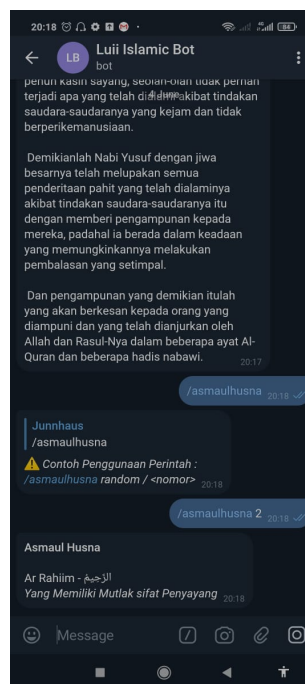 20:18
84
Luii Islamic Bot
LB
bot
penuh kasih sayang, seolah-olah tidak pernah
terjadi apa yang telah dialami akibat tindakan
4 June
saudara-saudaranya yang kejam dan tidak
berperikemanusiaan.
Demikianlah Nabi Yusuf dengan jiwa
besarnya telah melupakan semua
penderitaan pahit yang telah dialaminya
akibat tindakan saudara-saudaranya itu
dengan memberi pengampunan kepada
mereka, padahal ia berada dalam keadaan
yang memungkinkannya melakukan
pembalasan yang setimpal.
Dan pengampunan yang demikian itulah
yang akan berkesan kepada orang yang
diampuni dan yang telah dianjurkan oleh
Allah dan Rasul-Nya dalam beberapa ayat Al-
Quran dan beberapa hadis nabawi.
20:17
/asmaulhusna 20:18
Junnhaus
/asmaulhusna
Contoh Penggunaan Perintah :
/asmaulhusna random / <nomor> 20:18
/asmaulhusna 2 20:18
Asmaul Husna
Ar Rahiim - الرَّحِيمُ
Yang Memiliki Mutlak sifat Penyayang 20:18
Message